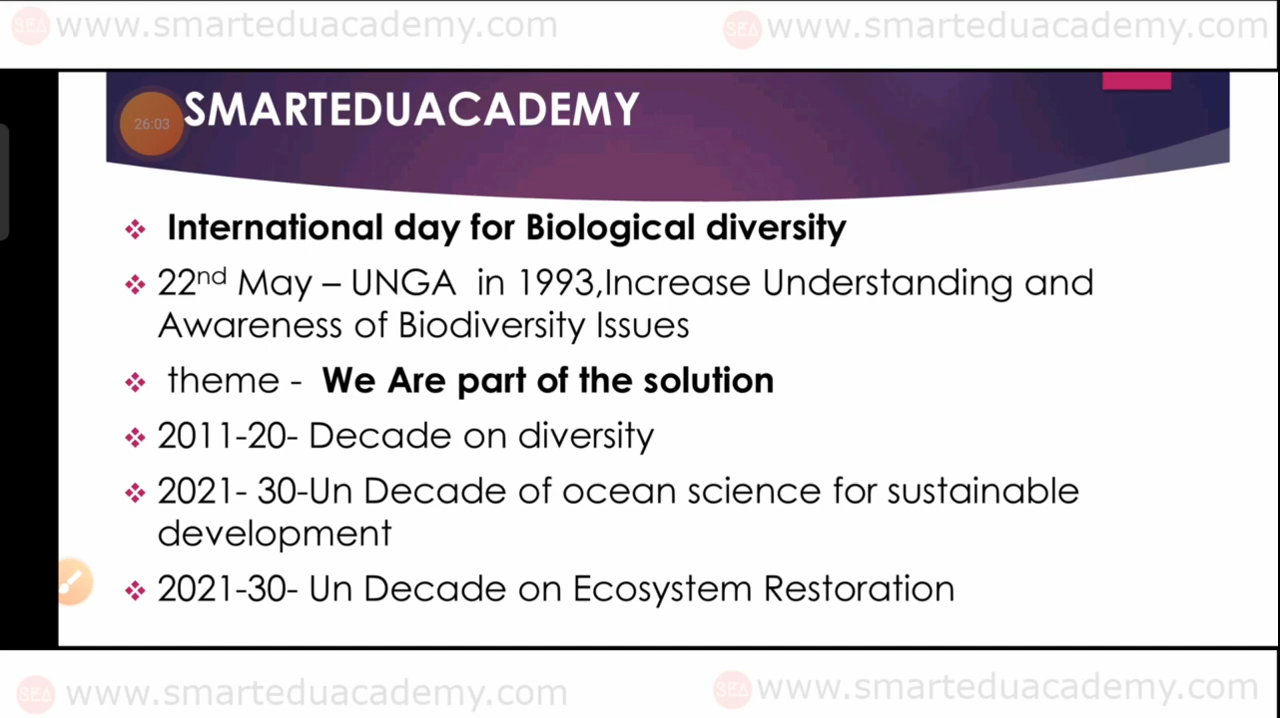 www.smarteduacademy.com www.smarteduacademy.com
SMARTEDUACADEMY
26:03
International day for Biological diversity
22nd May – UNGA in 1993,Increase Understanding and
Awareness of Biodiversity Issues
theme - We Are part of the solution
2011-20- Decade on diversity
2021- 30-Un Decade of ocean science for sustainable
development
2021-30- Un Decade on Ecosystem Restoration
SEA www.smarteduacademy.com SEA www.smarteduacademy.com